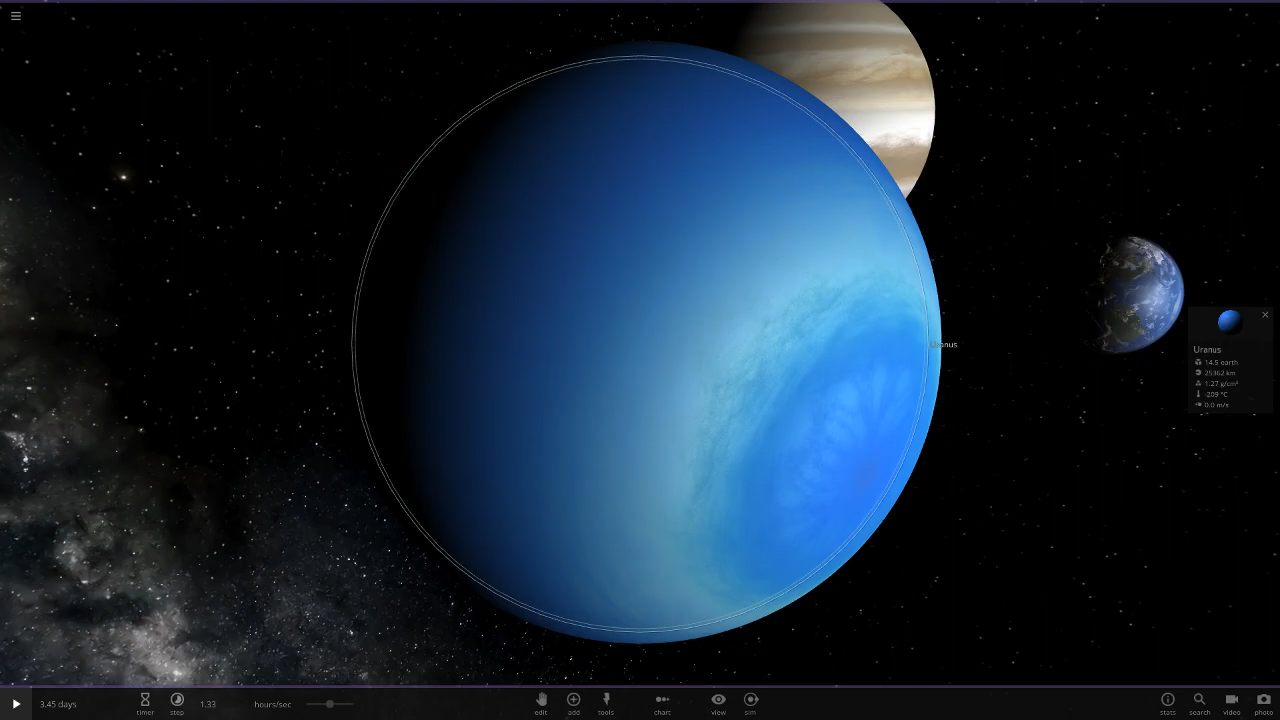 Uranus
Uranus
14.5 earth
25362 km
1.27 g/cm³
-209 °C
0.0 m/s
3.45 days
timer
step
1.33
hours/sec
edit
add
tools
chart
view
sim
stats
search
video
photo